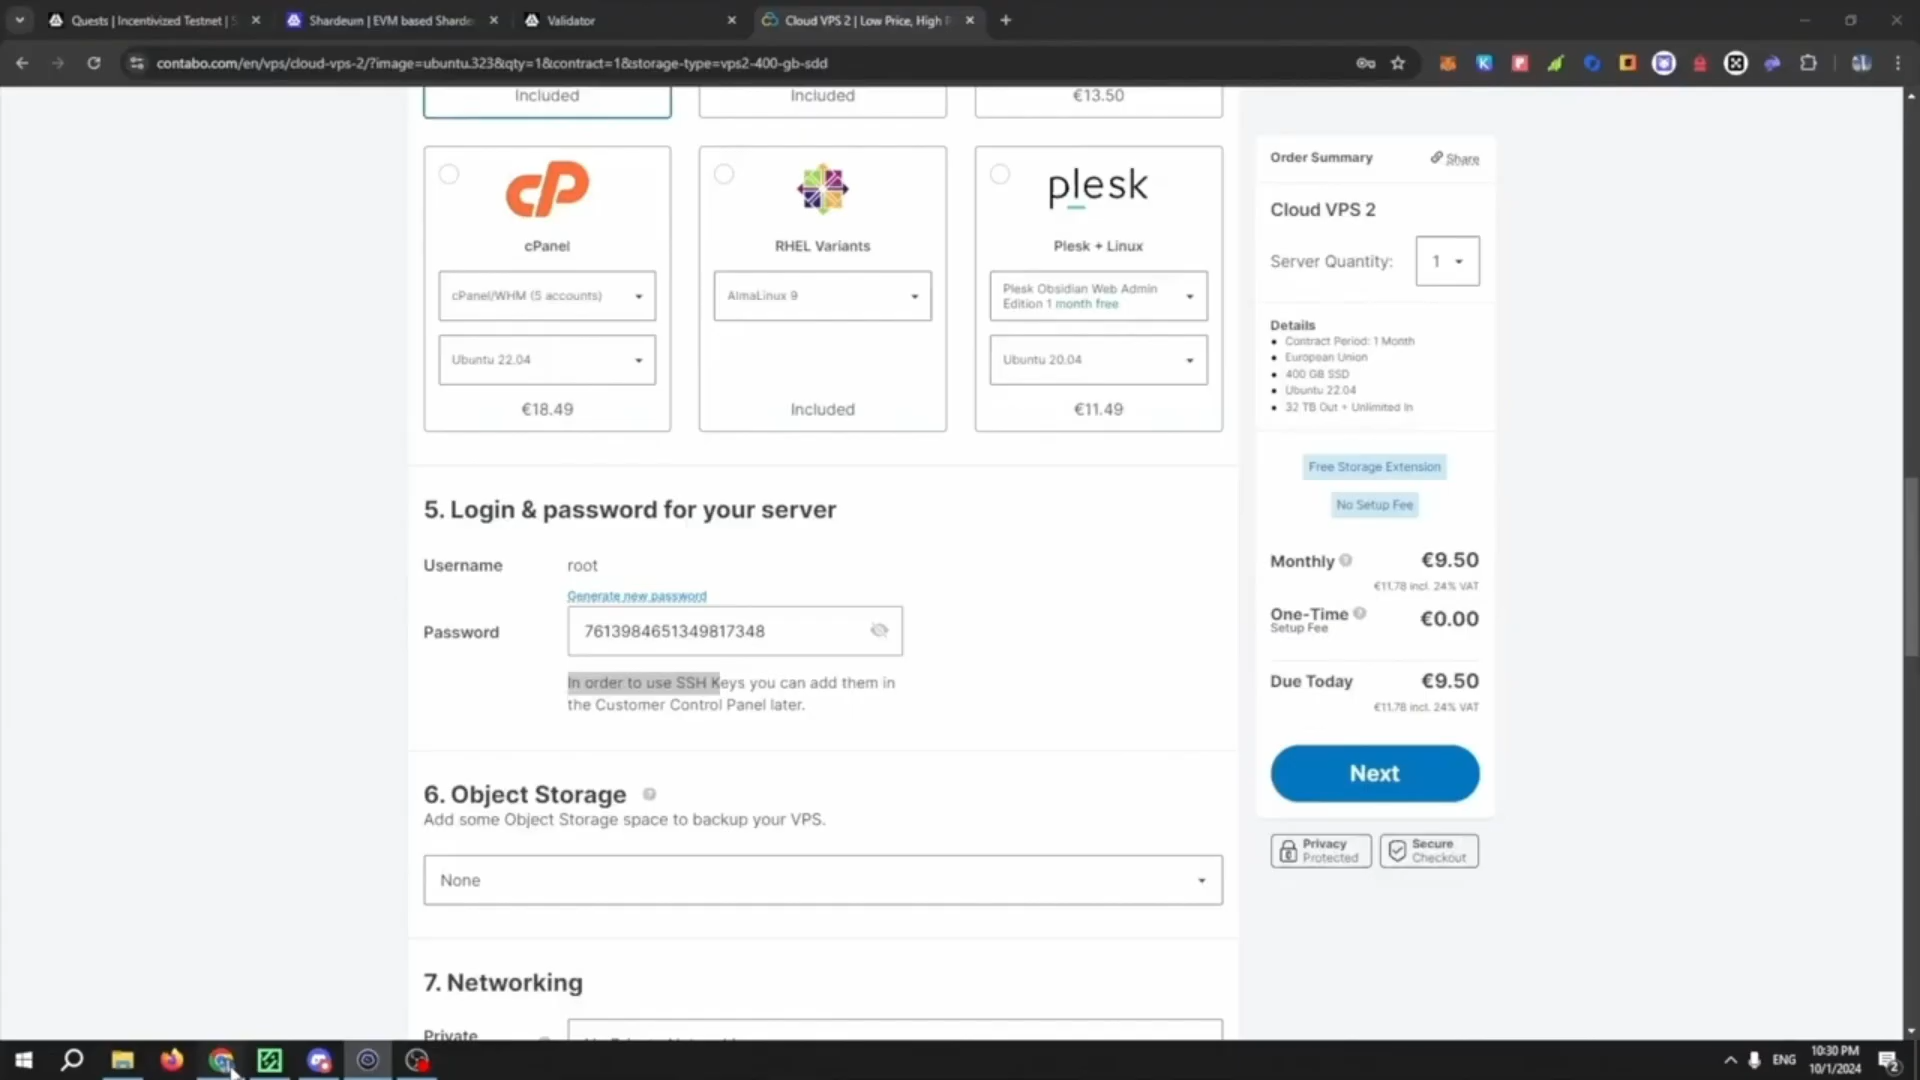 Quests | Incentivized Testnet | S
Shardeum | EVM based Sharde
Validator
Cloud VPS 2 | Low Price, High P
contabo.com/en/vps/cloud-vps-2/?image=ubuntu.323&qty=1&contract=1&storage-type=vps2-400-gb-sdd
Included
Included
€13.50
cP
cPanel
cPanel/WHM (5 accounts)
Ubuntu 22.04
€18.49
RHEL Variants
AlmaLinux 9
Included
plesk
Plesk + Linux
Plesk Obsidian Web Admin
Edition 1 month free
Ubuntu 20.04
€11.49
5. Login & password for your server
Username
root
Generate new password
Password
7613984651349817348
In order to use SSH Keys you can add them in
the Customer Control Panel later.
6. Object Storage
Add some Object Storage space to backup your VPS.
None
7. Networking
Private
Order Summary
Share
Cloud VPS 2
Server Quantity:
1
Details
Contract Period: 1 Month
European Union
400 GB SSD
Ubuntu 22.04
32 TB Out + Unlimited In
Free Storage Extension
No Setup Fee
Monthly
€9.50
€11.78 incl. 24% VAT
One-Time
Setup Fee
€0.00
Due Today
€9.50
€11.78 incl. 24% VAT
Next
Privacy
Protected
Secure
Checkout
ENG
10:30 PM
10/1/2024
2